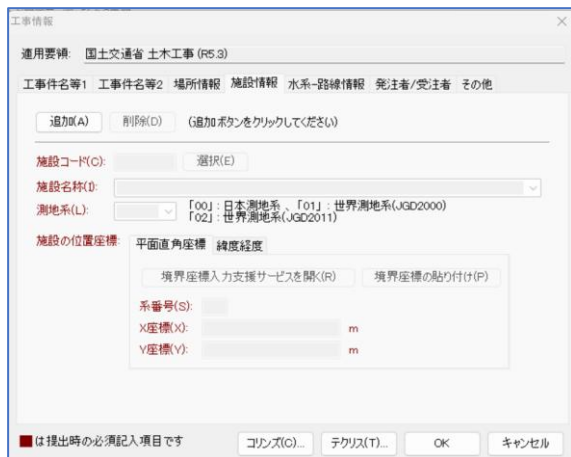 工事情報
適用要領: 国土交通省 土木工事 (R5.3)
工事件名等1 工事件名等2 場所情報 施設情報 水系-路線情報 発注者/受注者 その他
追加(A) 削除(D) (追加ボタンをクリックしてください)
施設コード(C): 選択(E)
施設名称(I):
測地系(L): 「00」: 日本測地系 、「01」: 世界測地系(JGD2000)
「02」: 世界測地系(JGD2011)
施設の位置座標: 平面直角座標 緯度経度
境界座標入力支援サービスを開く(R) 境界座標の貼り付け(P)
系番号(S):
X座標(X): m
Y座標(Y): m
■は提出時の必須記入項目です コリンズ(O)... テクリス(T)... OK キャンセル